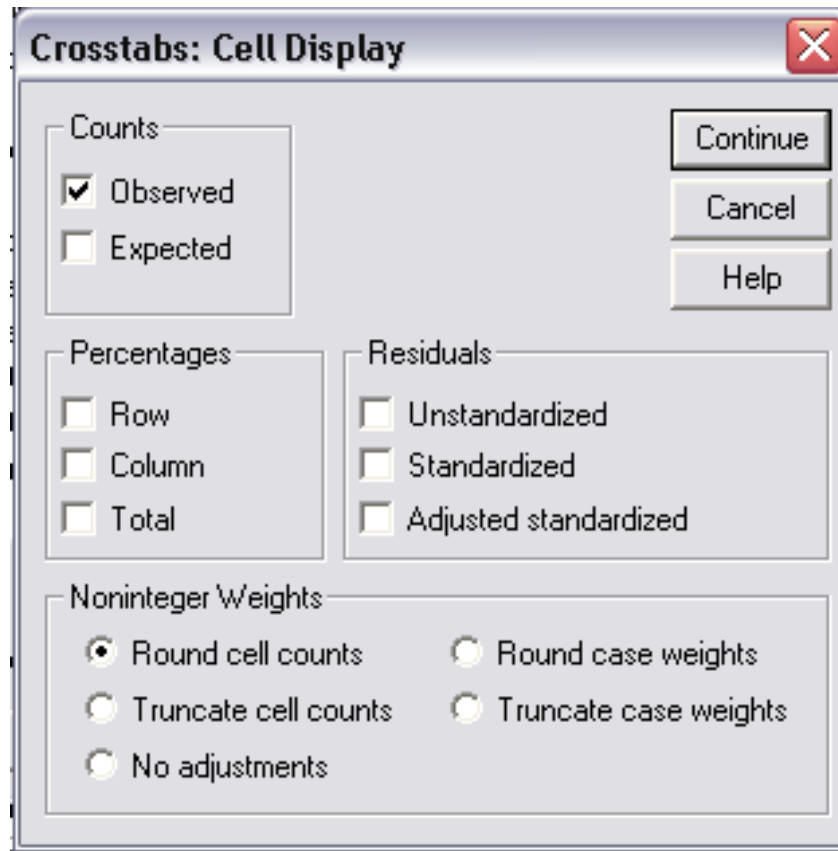 Crosstabs: Cell Display
Counts
Observed
Expected
Continue
Cancel
Help
Percentages
Row
Column
Total
Residuals
Unstandardized
Standardized
Adjusted standardized
Noninteger Weights
Round cell counts
Round case weights
Truncate cell counts
Truncate case weights
No adjustments